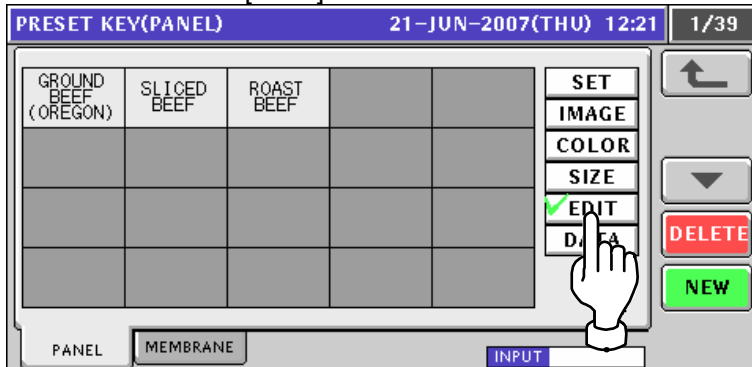 PRESET KEY(PANEL) 21-JUN-2007(THU) 12:21 1/39
GROUND
BEEF
(OREGON)
SLICED
BEEF
ROAST
BEEF
SET
IMAGE
COLOR
SIZE
EDIT
DELETE
NEW
PANEL
MEMBRANE
INPUT